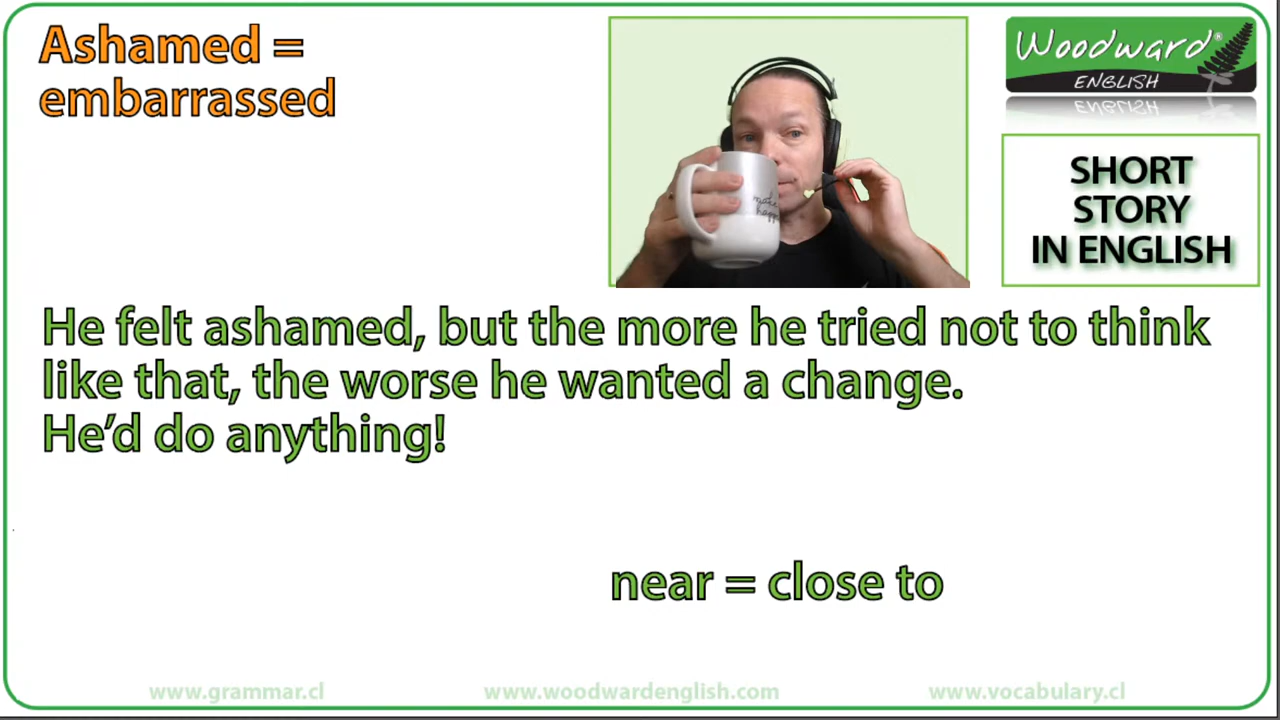 Ashamed =
embarrassed
Woodward®
ENGLISH
SHORT
STORY
IN ENGLISH
He felt ashamed, but the more he tried not to think
like that, the worse he wanted a change.
He’d do anything!
near = close to
www.grammar.cl
www.woodwardenglish.com
www.vocabulary.cl